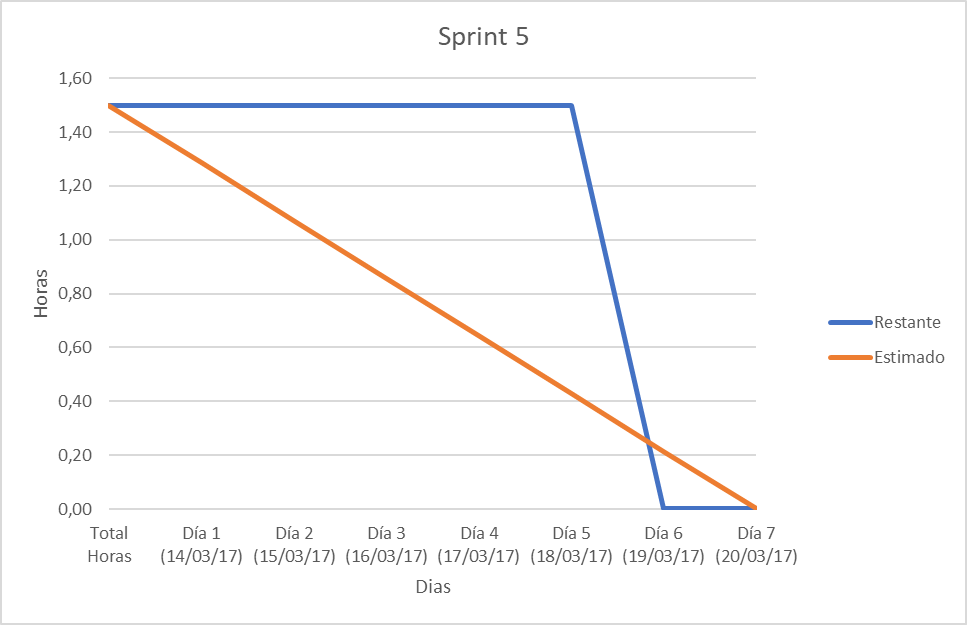 Sprint 5
1,60
1,40
1,20
1,00
0,80
0,60
0,40
0,20
0,00
Horas
Total Horas
Día 1 (14/03/17)
Día 2 (15/03/17)
Día 3 (16/03/17)
Día 4 (17/03/17)
Día 5 (18/03/17)
Día 6 (19/03/17)
Día 7 (20/03/17)
Dias
Restante
Estimado